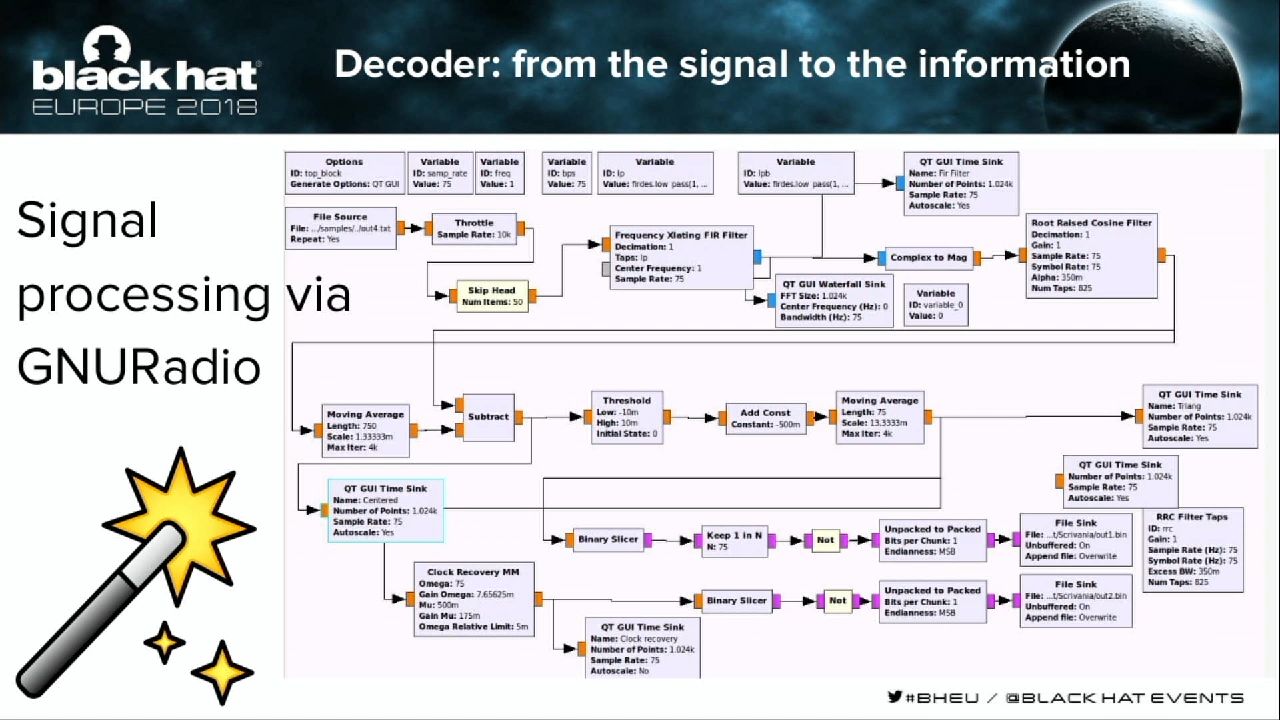 black hat
EUROPE 2018
Decoder: from the signal to the information
Signal
processing via
GNURadio
Options
ID: top_block
Generate Options: QT GUI
Variable
ID: samp_rate
Value: 75
Variable
ID: freq
Value: 1
Variable
ID: bps
Value: 75
Variable
ID: lp
Value: firdes.low_pass(1, ...
Variable
ID: lpb
Value: firdes.low_pass(1, ...
QT GUI Time Sink
Name: Fir Filter
Number of Points: 1.024k
Sample Rate: 75
Autoscale: Yes
File Source
File: .../samples/../out4.txt
Repeat: Yes
Throttle
Sample Rate: 10k
Skip Head
Num Items: 50
Frequency Xlating FIR Filter
Decimation: 1
Taps: lp
Center Frequency: 1
Sample Rate: 75
Complex to Mag
Root Raised Cosine Filter
Decimation: 1
Gain: 1
Sample Rate: 75
Symbol Rate: 75
Alpha: 350m
Num Taps: 825
QT GUI Waterfall Sink
FFT Size: 1.024k
Center Frequency (Hz): 0
Bandwidth (Hz): 75
Variable
ID: variable_0
Value: 0
Moving Average
Length: 750
Scale: 1.33333m
Max Iter: 4k
Subtract
Threshold
Low: -10m
High: 10m
Initial State: 0
Add Const
Constant: -500m
Moving Average
Length: 75
Scale: 13.3333m
Max Iter: 4k
QT GUI Time Sink
Name: Triang
Number of Points: 1.024k
Sample Rate: 75
Autoscale: Yes
QT GUI Time Sink
Number of Points: 1.024k
Sample Rate: 75
Autoscale: Yes
QT GUI Time Sink
Name: Centered
Number of Points: 1.024k
Sample Rate: 75
Autoscale: Yes
Binary Slicer
Keep 1 in N
N: 75
Not
Unpacked to Packed
Bits per Chunk: 1
Endianness: MSB
File Sink
File: ...t/Scrivania/out1.bin
Unbuffered: On
Append file: Overwrite
RRC Filter Taps
ID: rrc
Gain: 1
Sample Rate (Hz): 75
Symbol Rate (Hz): 75
Excess BW: 350m
Num Taps: 825
Clock Recovery MM
Omega: 75
Gain Omega: 7.65625m
Mu: 500m
Gain Mu: 175m
Omega Relative Limit: 5m
Binary Slicer
Not
Unpacked to Packed
Bits per Chunk: 1
Endianness: MSB
File Sink
File: ...t/Scrivania/out2.bin
Unbuffered: On
Append file: Overwrite
QT GUI Time Sink
Name: Clock recovery
Number of Points: 1.024k
Sample Rate: 75
Autoscale: No
#BHEU / @BLACK HAT EVENTS